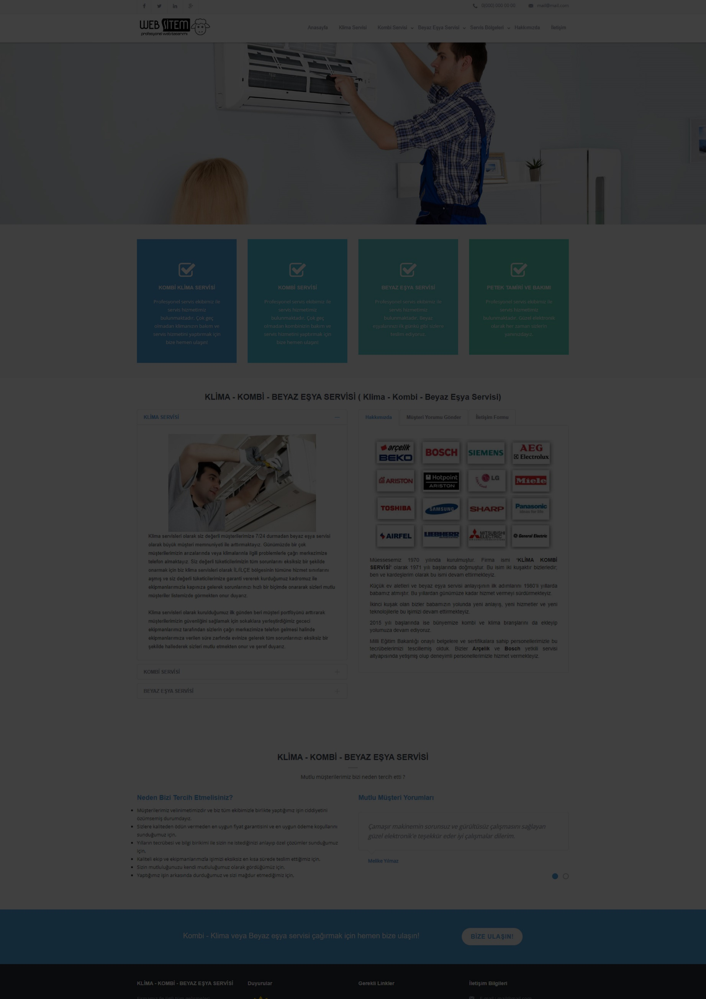 0(000) 000 00 00
mail@mail.com
WEB SİTEM
profesyonel web tasarımı
Anasayfa
Klima Servisi
Kombi Servisi
Beyaz Eşya Servisi
Servis Bölgeleri
Hakkımızda
İletişim
KOMBİ KLİMA SERVİSİ
Profesyonel servis ekibimiz ile
servis hizmetimiz
bulunmaktadır. Çok geç
olmadan klimanızın bakım ve
servis hizmetini yaptırmak için
bize hemen ulaşın!
KOMBİ SERVİSİ
Profesyonel servis ekibimiz ile
servis hizmetimiz
bulunmaktadır. Çok geç
olmadan kombinizin bakım ve
servis hizmetini yaptırmak için
bize hemen ulaşın!
BEYAZ EŞYA SERVİSİ
Profesyonel servis ekibimiz ile
servis hizmetimiz
bulunmaktadır. Beyaz
eşyalarınızı ilk günkü gibi sizlere
teslim ediyoruz.
PETEK TAMİRİ VE BAKIMI
Profesyonel servis ekibimiz ile
servis hizmetimiz
bulunmaktadır. Güzel elektronik
olarak her zaman sizlerin
yanınızdayız.
KLİMA - KOMBİ - BEYAZ EŞYA SERVİSİ ( Klima - Kombi - Beyaz Eşya Servisi)
KLİMA SERVİSİ
Klima servisleri olarak siz değerli müşterilerimize 7/24 durmadan beyaz eşya servisi
olarak büyük müşteri memnuniyeti ile arttırmaktayız. Günümüzde bir çok
müşterilerimizin arızalarında veya klimalarınla ilgili problemlerle çağrı merkezimize
telefon almaktayız. Siz değerli tüketicilerimizin tüm sorunlarını eksiksiz bir şekilde
onarmak için biz klima servisleri olarak İL/İLÇE bölgesinin tümüne hizmet sınırlarını
aşmış ve siz değerli tüketicilerimize garanti vererek kurduğumuz kadromuz ile
ekipmanlarımızla kapınıza gelerek sorunlarınızı hızlı bir biçimde onararak sizleri mutlu
müşteriler listemizde görmekten onur duyarız.
Klima servisleri olarak kurulduğumuz ilk günden beri müşteri portföyünü arttırarak
müşterilerimizin güvenliğini sağlamak için sokaklara yerleştirdiğimiz gececi
ekipmanlarımız tarafından sizlerin çağrı merkezimize telefon gelmesi halinde
ekipmanlarımıza verilen süre zarfında evinize gelerek tüm sorunlarınızı eksiksiz bir
şekilde hallederek sizleri mutlu etmekten onur ve şeref duyarız.
KOMBİ SERVİSİ
BEYAZ EŞYA SERVİSİ
Hakkımızda
Müşteri Yorumu Gönder
İletişim Formu
arçelik
BEKO
BOSCH
SIEMENS
AEG
Electrolux
ARISTON
Hotpoint
ARISTON
LG
Life's Good
Miele
TOSHIBA
SAMSUNG
SHARP
Panasonic
ideas for life
AIRFEL
LIEBHERR
MITSUBISHI
ELECTRIC
AIR CONDITIONING SYSTEMS
General Electric
Müessesemiz 1970 yılında kurulmuştur. Firma ismi ‘KLİMA KOMBİ
SERVİSİ’ olarak 1971 yılı başlarında doğmuştur. Bu isim iki kuşaktır bizlerledir;
ben ve kardeşlerim olarak bu ismi devam ettirmekteyiz.
Küçük ev aletleri ve beyaz eşya servisi anlayışının ilk adımlarını 1980’li yıllarda
babamız atmıştır. Bu yıllardan günümüze kadar hizmet vermeyi sürdürmekteyiz.
İkinci kuşak olan bizler babamızın yolunda yeni anlayış, yeni hizmetler ve yeni
teknolojilerle bu işimizi devam ettirmekteyiz.
2015 yılı başlarında ise bünyemize kombi ve klima branşlarını da ekleyip
yolumuza devam ediyoruz.
Milli Eğitim Bakanlığı onaylı belgelere ve sertifikalara sahip personellerimizle bu
tecrübelerimizi tescillemiş olduk. Bizler Arçelik ve Bosch yetkili servisi
altyapısında yetişmiş olup deneyimli personellerimizle hizmet vermekteyiz.
KLİMA - KOMBİ - BEYAZ EŞYA SERVİSİ
Mutlu müşterilerimiz bizi neden tercih etti ?
Neden Bizi Tercih Etmelisiniz?
Müşterilerimiz velinimetimizdir ve biz tüm ekibimizle birlikte yaptığımız işin ciddiyetini
özümsemiş durumdayız.
Sizlere kaliteden ödün vermeden en uygun fiyat garantisini ve en uygun ödeme koşullarını
sunduğumuz için.
Yılların tecrübesi ve bilgi birikimi ile sizin ne istediğinizi anlayıp özel çözümler sunduğumuz
için.
Kaliteli ekip ve ekipmanlarımızla işimizi eksiksiz en kısa sürede teslim ettiğimiz için.
Sizin mutluluğunuzu kendi mutluluğumuz olarak gördüğümüz için.
Yaptığımız işin arkasında durduğumuz ve sizi mağdur etmediğimiz için.
Mutlu Müşteri Yorumları
Çamaşır makinemin sorunsuz ve gürültüsüz çalışmasını sağlayan
güzel elektronik'e teşekkür eder iyi çalışmalar dilerim.
Melike Yılmaz
Kombi - Klima veya Beyaz eşya servisi çağırmak için hemen bize ulaşın!
BİZE ULAŞIN!
KLİMA - KOMBİ - BEYAZ EŞYA SERVİSİ
Duyurular
Gerekli Linkler
İletişim Bilgileri
Firmamız ile ilgili tüm gelişmeleri
E-mail : mail@mail.com